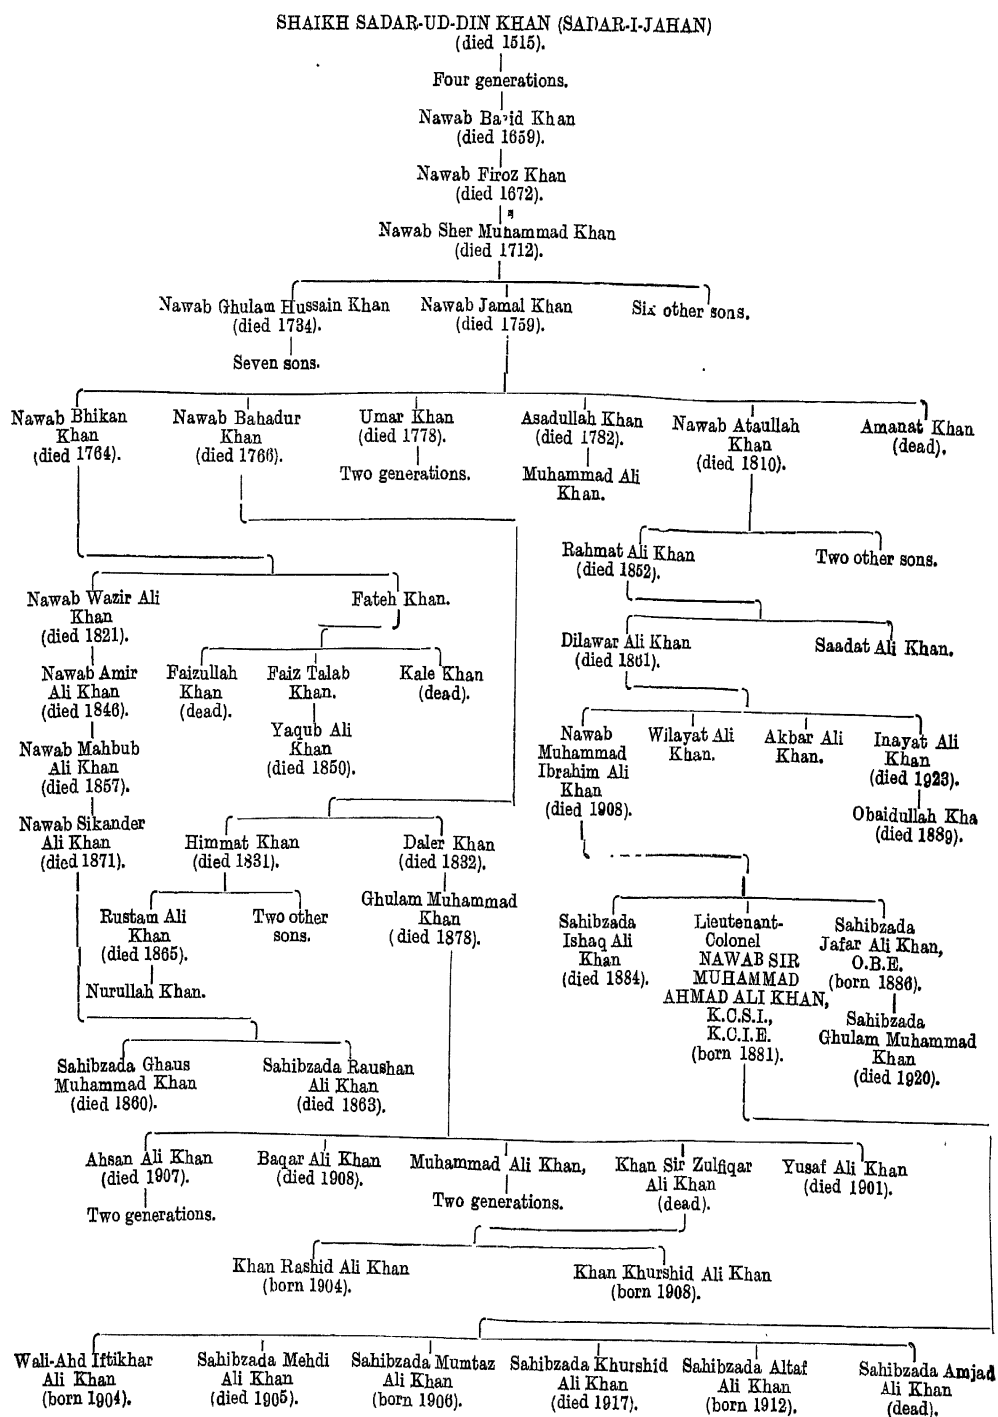 SHAIKH SADAR-UD-DIN KHAN (SADAR-I-JAHAN)
(died 1515).
Four generations.
Nawab Ba
id Khan
(died 1659).
Nawab Firoz Khan
(died 1672).
Nawab Sher Muhammad Khan
(died 1712).
Nawab Ghulam Hussain Khan
(died 1734).
Seven sons.
Nawab Jamal Khan
(died 1759).
Six other sons.
Nawab Bhikan
Khan
(died 1764).
Nawab Bahadur
Khan
(died 1766).
Umar Khan
(died 1778).
Two generations.
Asadullah Khan
(died 1782).
Muhammad Ali
Khan.
Nawab Ataullah
Khan
(died 1810).
Amanat Khan
(dead).
Rahmat Ali Khan
(died 1852).
Two other sons.
Nawab Wazir Ali
Khan
(died 1821).
Fateh Khan.
Dilawar Ali Khan
(died 1861).
Saadat Ali Khan.
Nawab Amir
Ali Khan
(died 1846).
Faizullah
Khan
(dead).
Faiz Talab
Khan.
Kale Khan
(dead).
Yaqub Ali
Khan
(died 1850).
Nawab Mahbub
Ali Khan
(died 1857).
Nawab
Muhammad
Ibrahim Ali
Khan
(died 1908).
Wilayat Ali
Khan.
Akbar Ali
Khan.
Inayat Ali
Khan
(died 1923).
Obaidullah Kha
(died 1889).
Nawab Sikander
Ali Khan
(died 1871).
Himmat Khan
(died 1831).
Daler Khan
(died 1832).
Rustam Ali
Khan
(died 1865).
Nurullah Khan.
Two other
sons.
Ghulam Muhammad
Khan
(died 1878).
Sahibzada
Ishaq Ali
Khan
(died 1884).
Lieutenant-
Colonel
NAWAB SIR
MUHAMMAD
AHMAD ALI KHAN,
K.C.S.I.,
K.C.I.E.
(born 1881).
Sahibzada
Jafar Ali Khan,
O.B.E.
(born 1886).
Sahibzada
Ghulam Muhammad
Khan
(died 1920).
Sahibzada Ghaus
Muhammad Khan
(died 1860).
Sahibzada Raushan
Ali Khan
(died 1863).
Ahsan Ali Khan
(died 1907).
Two generations.
Baqar Ali Khan
(died 1908).
Muhammad Ali Khan,
Two generations.
Khan Sir Zulfiqar
Ali Khan
(dead).
Yusaf Ali Khan
(died 1901).
Khan Rashid Ali Khan
(born 1904).
Khan Khurshid Ali Khan
(born 1908).
Wali-Ahd Iftikhar
Ali Khan
(born 1904).
Sahibzada Mehdi
Ali Khan
(died 1905).
Sahibzada Mumtaz
Ali Khan
(born 1906).
Sahibzada Khurshid
Ali Khan
(died 1917).
Sahibzada Altaf
Ali Khan
(born 1912).
Sahibzada Amjad
Ali Khan
(dead).